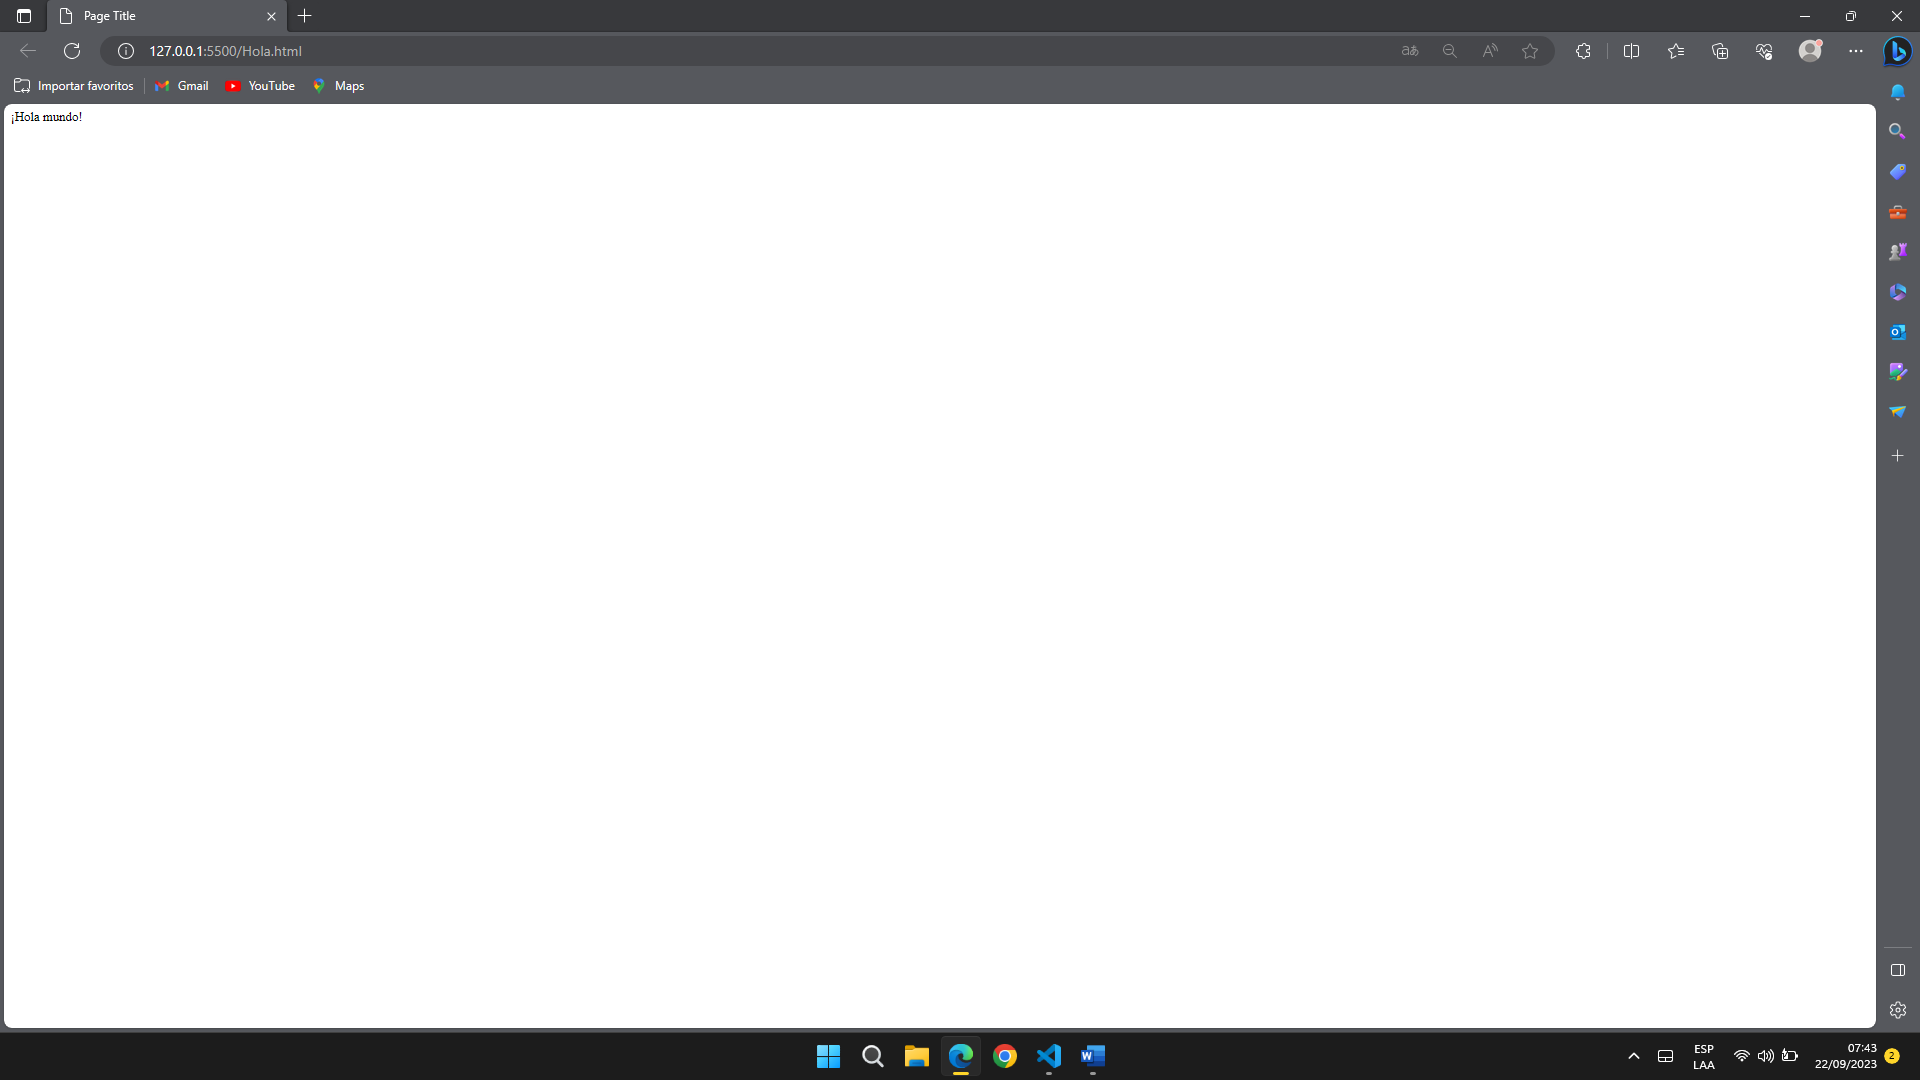 Page Title
127.0.0.1:5500/Hola.html
Importar favoritos
Gmail
YouTube
Maps
¡Hola mundo!
ESP
LAA
07:43
22/09/2023
2